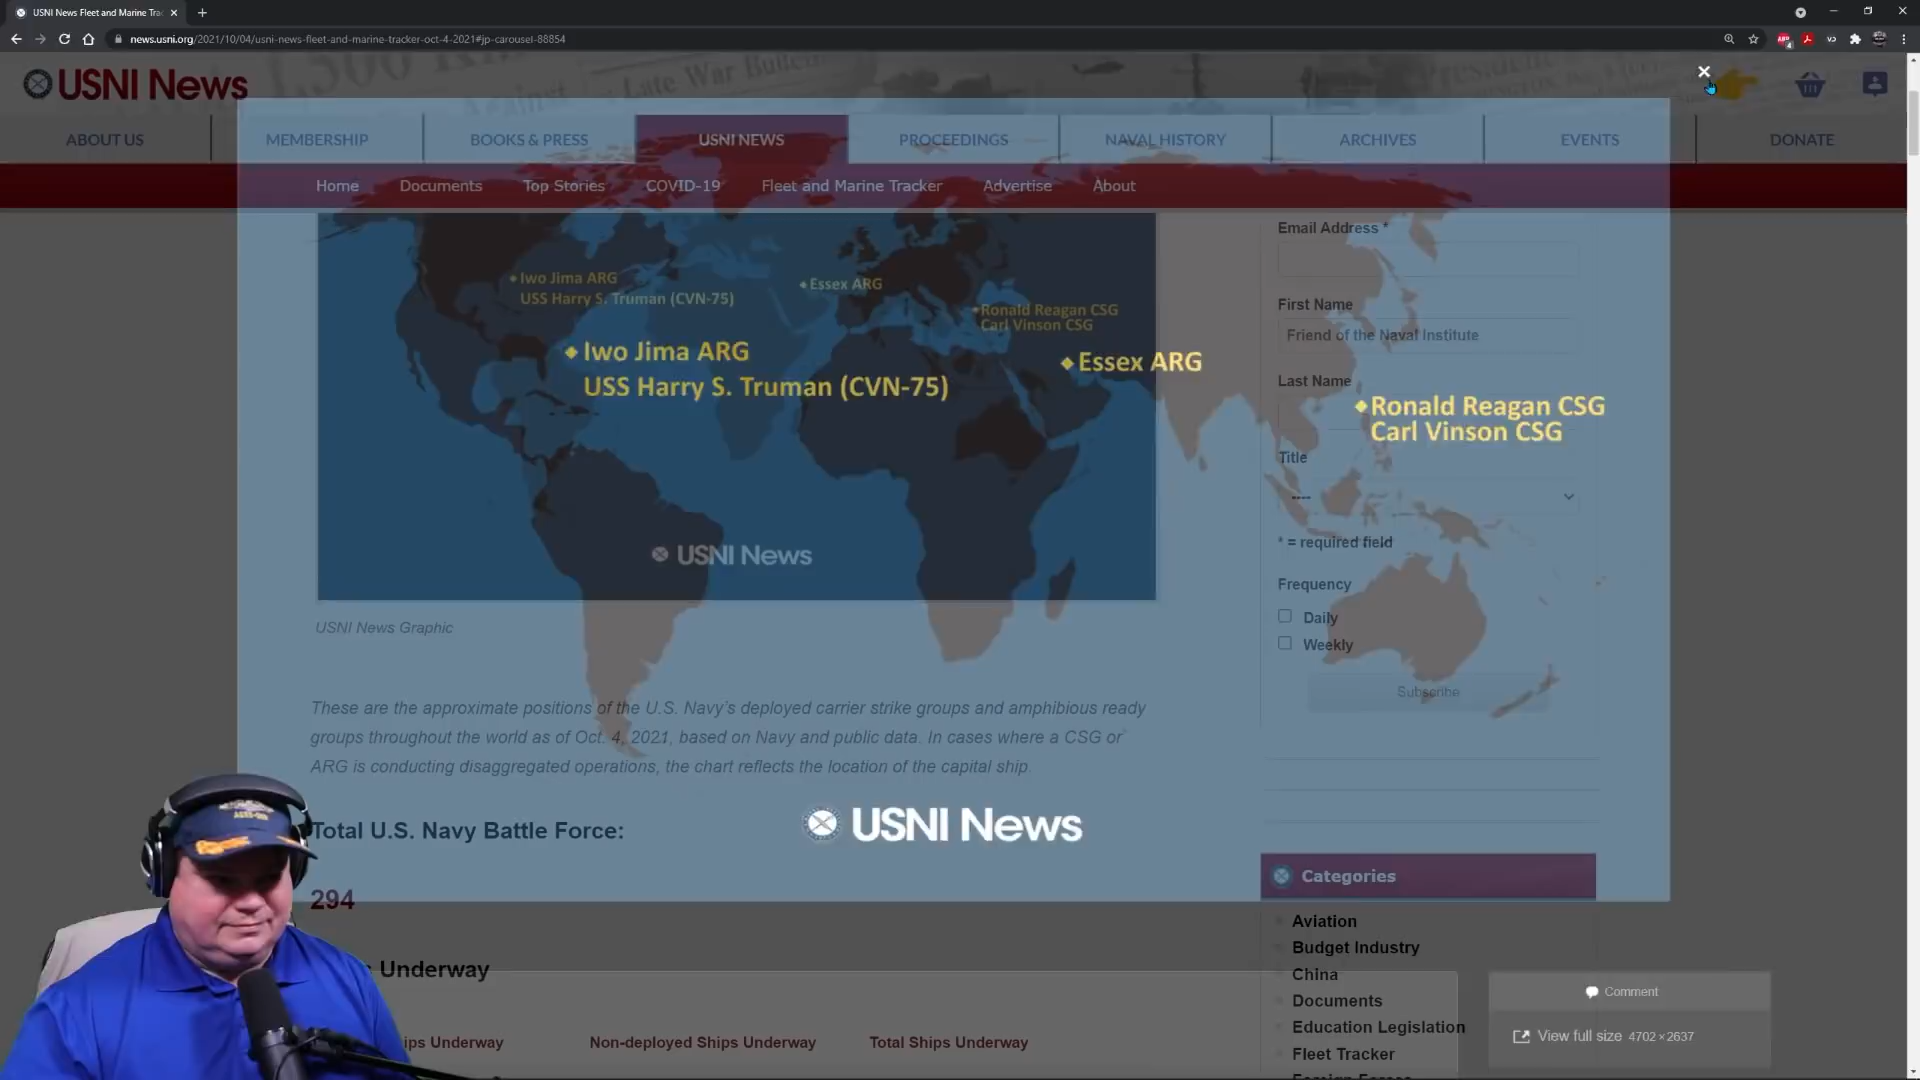 USNI News Fleet and Marine Tra
news.usni.org/2021/10/04/usni-news-fleet-and-marine-tracker-oct-4-2021#jp-carousel-88854
USNI News
Late War
ABOUT US
MEMBERSHIP
BOOKS & PRESS
USNI NEWS
PROCEEDINGS
NAVAL HISTORY
ARCHIVES
EVENTS
DONATE
Home
Documents
Top Stories
COVID-19
Fleet and Marine Tracker
Advertise
About
Iwo Jima ARG
USS Harry S. Truman (CVN-75)
Essex ARG
Ronald Reagan CSG
Carl Vinson CSG
USNI News
Iwo Jima ARG
USS Harry S. Truman (CVN-75)
Essex ARG
Ronald Reagan CSG
Carl Vinson CSG
USNI News
USNI News Graphic
These are the approximate positions of the U.S. Navy's deployed carrier strike groups and amphibious ready
groups throughout the world as of Oct. 4, 2021, based on Navy and public data. In cases where a CSG or
ARG is conducting disaggregated operations, the chart reflects the location of the capital ship.
Total U.S. Navy Battle Force:
294
Underway
ips Underway
Non-deployed Ships Underway
Total Ships Underway
Email Address *
First Name
Friend of the Naval Institute
Last Name
Title
----
* = required field
Frequency
Daily
Weekly
Subscribe
Categories
Aviation
Budget Industry
China
Documents
Education Legislation
Fleet Tracker
Comment
View full size 4702×2637